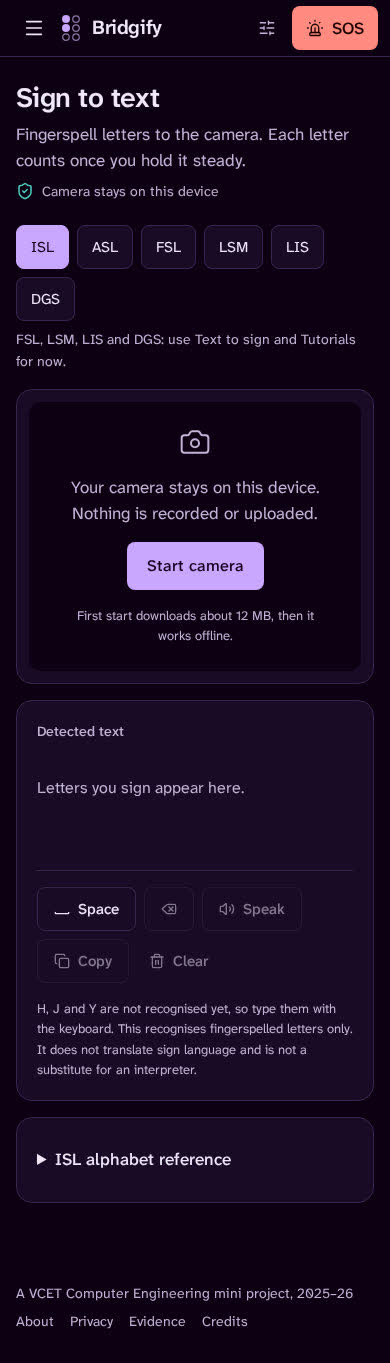 Bridgify
SOS
Sign to text
Fingerspell letters to the camera. Each letter
counts once you hold it steady.
Camera stays on this device
ISL
ASL
FSL
LSM
LIS
DGS
FSL, LSM, LIS and DGS: use Text to sign and Tutorials
for now.
Your camera stays on this device.
Nothing is recorded or uploaded.
Start camera
First start downloads about 12 MB, then it
works offline.
Detected text
Letters you sign appear here.
Space
Speak
Copy
Clear
H, J and Y are not recognised yet, so type them with
the keyboard. This recognises fingerspelled letters only.
It does not translate sign language and is not a
substitute for an interpreter.
ISL alphabet reference
A VCET Computer Engineering mini project, 2025–26
About
Privacy
Evidence
Credits